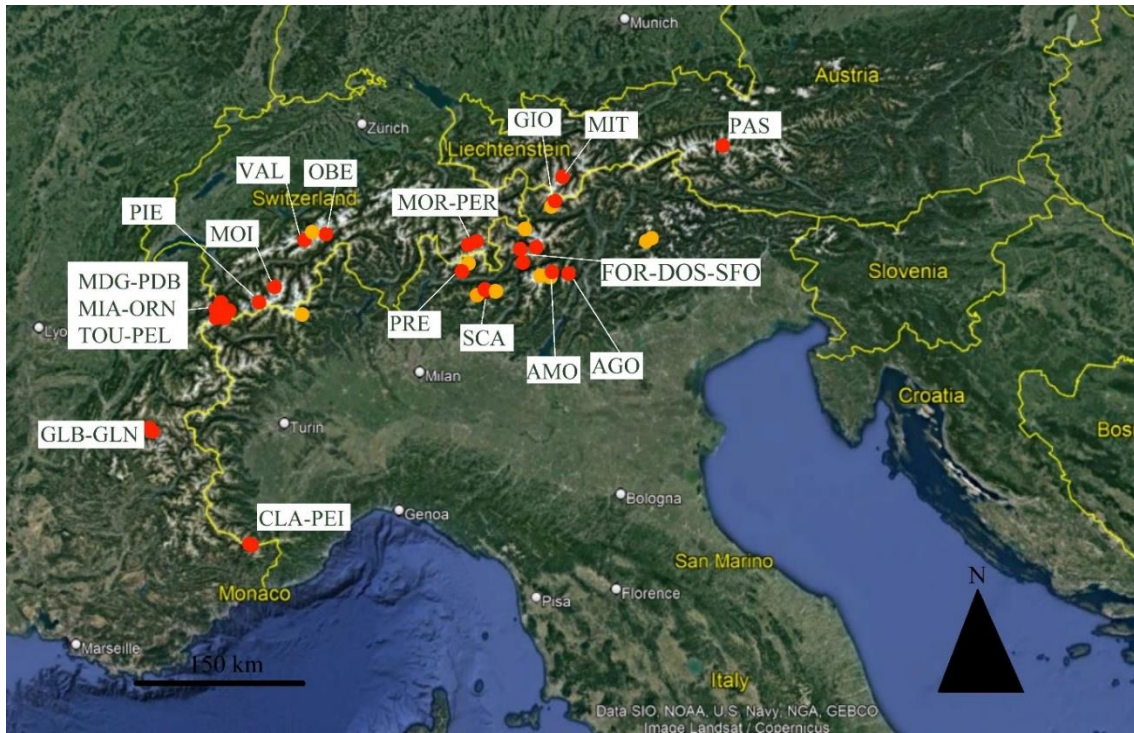 Munich
Austria
Zürich
GIO
MIT
PAS
Liechtenstein
VAL
OBE
Switzerland
MOR-PER
PIE
MOI
Slovenia
FOR-DOS-SFO
MDG-PDB
MIA-ORN
TOU-PEL
Lyo
PRE
SCA
AMO
AGO
Milan
Croatia
Turin
Bos
GLB-GLN
Bologna
Genoa
CLA-PEI
San Marino
Monaco
N
Pisa
Florence
Marseille
150 km
Italy
Data SIO, NOAA, U.S. Navy, NGA, GEBCO
Image Landsat / Copernicus